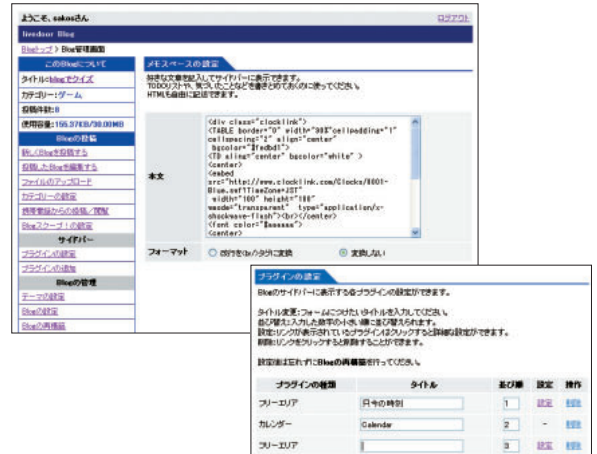 ようこそ、sakosさん
ログアウト
livedoor Blog
Blogトップ > Blog管理画面
このBlogについて
タイトル:blogでクイズ
カテゴリー:ゲーム
投稿件数:8
使用容量:155.37KB/30.00MB
Blogの投稿
新しくBlogを投稿する
投稿したBlogを編集する
ファイルのアップロード
カテゴリーの設定
携帯電話からの投稿/閲覧
Blogスクープ!の設定
サイドバー
プラグインの設定
プラグインの追加
Blogの管理
テーマの設定
Blogの設定
Blogの再構築
メモスペースの設定
好きな文章を記入してサイドバーに表示できます。
TODOリストや、気づいたことなどを書きとめておくのに使ってください。
HTMLも自由に記述できます。
本文
<div class="clocklink">
<TABLE border="0" width="98%"cellpadding="1"
cellspacing="2" align="center"
bgcolor="#fedbd1">
<TD align="center" bgcolor="white" >
<center>
<embed
src="http://www.clocklink.com/Clocks/0001-
Blue.swf?TimeZone=JST"
width="100" height="100"
wmode="transparent" type="application/x-
shockwave-flash"><br></center>
<font color="#aaaaaa">
<center>
フォーマット
改行を<br>タグに変換
変換しない
プラグインの設定
Blogのサイドバーに表示する各プラグインの設定ができます。
タイトル変更:フォームにつけたいタイトルを入力してください。
並び替え:入力した数字の小さい順に並び替えられます。
設定:リンクが表示されているプラグインはクリックすると詳細な設定ができます。
削除:リンクをクリックすると削除することができます。
設定後は忘れずにBlogの再構築を行ってください。
プラグインの種類 タイトル 並び順 設定 操作
フリーエリア 只今の時刻 1 設定 削除
カレンダー Calendar 2 - 削除
フリーエリア 3 設定 削除